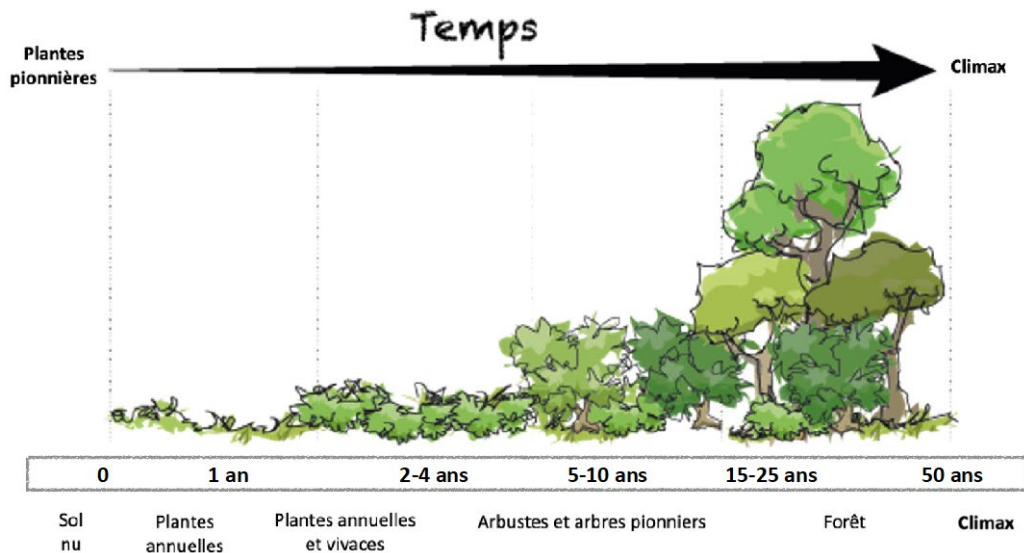 Temps
Plantes
pionnières
Climax
0 1 an 2-4 ans 5-10 ans 15-25 ans 50 ans
Sol
nu
Plantes
annuelles
Plantes annuelles
et vivaces
Arbustes et arbres pionniers
Forêt
Climax